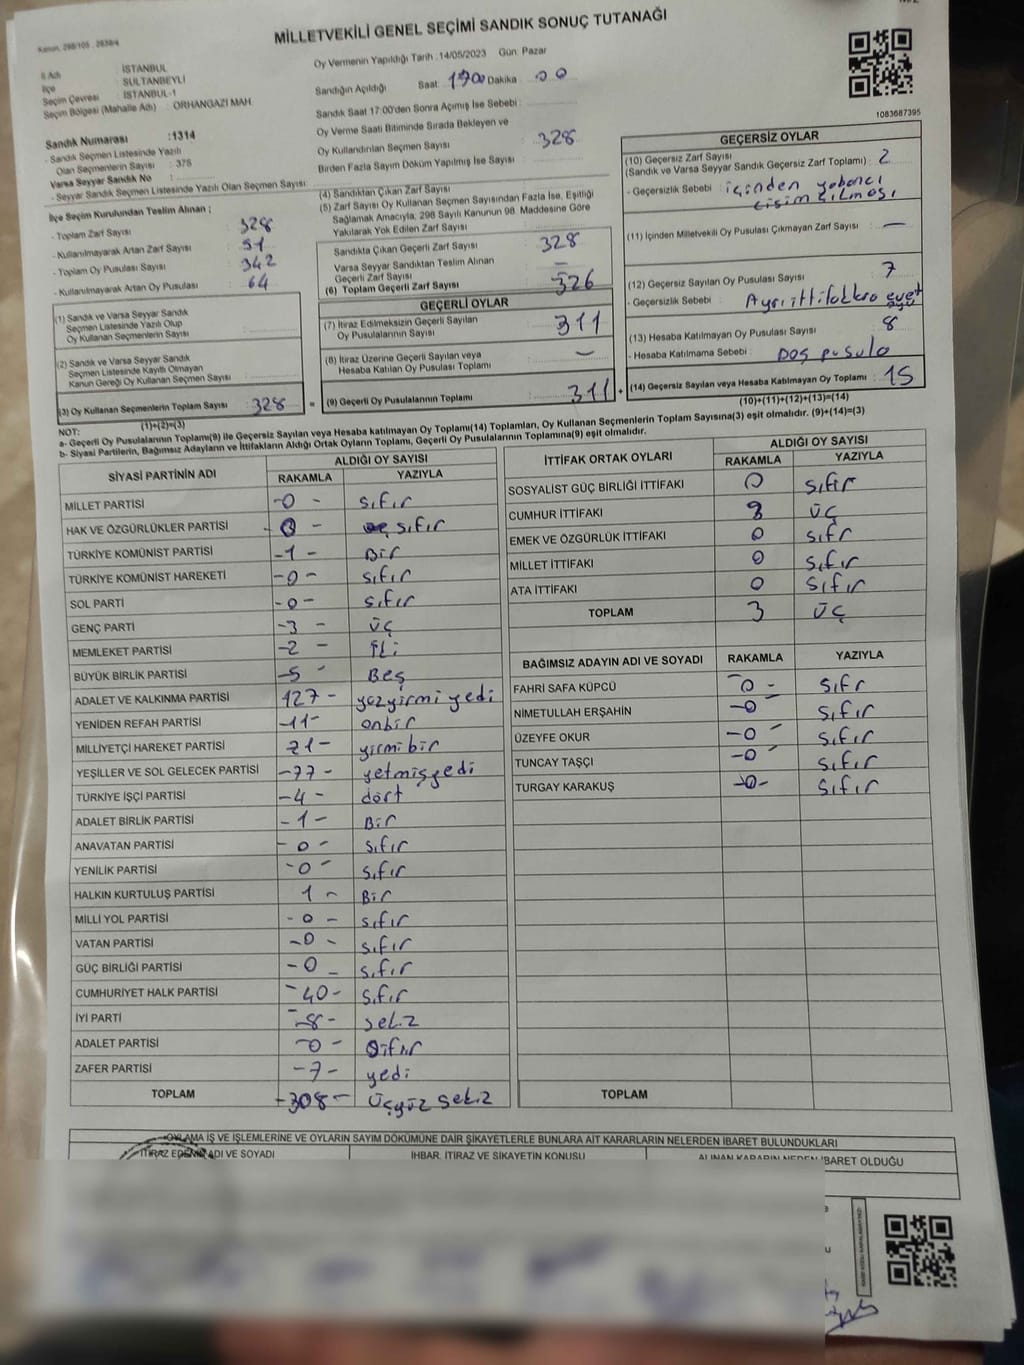 MİLLETVEKİLİ GENEL SEÇİMİ SANDIK SONUÇ TUTANAĞI
Kanun, 298/105 , 2839/4
İl Adı : İSTANBUL
İlçe : SULTANBEYLİ
Seçim Çevresi : İSTANBUL-1
Seçim Bölgesi (Mahalle Adı) : ORHANGAZİ MAH.
Sandık Numarası :1314
- Sandık Seçmen Listesinde Yazılı
Olan Seçmenlerin Sayısı : 375
Varsa Seyyar Sandık No :
- Seyyar Sandık Seçmen Listesinde Yazılı Olan Seçmen Sayısı
Oy Vermenin Yapıldığı Tarih :14/05/2023 Gün: Pazar
Sandığın Açıldığı Saat 1700 Dakika : 00
Sandık Saat 17:00'den Sonra Açımış İse Sebebi :
Oy Verme Saati Bitiminde Sırada Bekleyen ve
Oy Kullandırılan Seçmen Sayısı : 328
Birden Fazla Sayım Döküm Yapılmış İse Sayısı :
1083687395
İlçe Seçim Kurulundan Teslim Alınan ;
- Toplam Zarf Sayısı : 328
- Kullanılmayarak Artan Zarf Sayısı : 51
- Toplam Oy Pusulası Sayısı : 342
- Kullanılmayarak Artan Oy Pusulası : 64
(1) Sandık ve Varsa Seyyar Sandık
Seçmen Listesinde Yazılı Olup
Oy Kullanan Seçmenlerin Sayısı :
(2) Sandık ve Varsa Seyyar Sandık
Seçmen Listesinde Kayıtlı Olmayan
Kanun Gereği Oy Kullanan Seçmen Sayısı :
(3) Oy Kullanan Seçmenlerin Toplam Sayısı : 328 =
(1)+(2)=(3)
(4) Sandıktan Çıkan Zarf Sayısı
(5) Zarf Sayısı Oy Kullanan Seçmen Sayısından Fazla İse, Eşitliği
Sağlamak Amacıyla, 298 Sayılı Kanunun 98. Maddesine Göre
Yakılarak Yok Edilen Zarf Sayısı :
Sandıkta Çıkan Geçerli Zarf Sayısı : 328
Varsa Seyyar Sandıktan Teslim Alınan
Geçerli Zarf Sayısı : -
(6) Toplam Geçerli Zarf Sayısı : 326
GEÇERLİ OYLAR
(7) İtiraz Edilmeksizin Geçerli Sayılan
Oy Pusulalarının Sayısı : 311
(8) İtiraz Üzerine Geçerli Sayılan veya
Hesaba Katılan Oy Pusulası Toplamı : -
(9) Geçerli Oy Pusulalarının Toplamı : 311 +
GEÇERSİZ OYLAR
(10) Geçersiz Zarf Sayısı : 2
(Sandık ve Varsa Seyyar Sandık Geçersiz Zarf Toplamı)
- Geçersizlik Sebebi : içinden yabancı
cisim çıkması
(11) İçinden Milletvekili Oy Pusulası Çıkmayan Zarf Sayısı : -
(12) Geçersiz Sayılan Oy Pusulası Sayısı : 7
- Geçersizlik Sebebi : Ayrı ittifaklara evet
(13) Hesaba Katılmayan Oy Pusulası Sayısı : 8
- Hesaba Katılmama Sebebi : Boş pusula
(14) Geçersiz Sayılan veya Hesaba Katılmayan Oy Toplamı : 15
(10)+(11)+(12)+(13)=(14)
NOT:
a- Geçerli Oy Pusulalarının Toplamı(9) ile Geçersiz Sayılan veya Hesaba katılmayan Oy Toplamı(14) Toplamları, Oy Kullanan Seçmenlerin Toplam Sayısına(3) eşit olmalıdır. (9)+(14)=(3)
b- Siyasi Partilerin, Bağımsız Adayların ve İttifakların Aldığı Ortak Oyların Toplamı, Geçerli Oy Pusulalarının Toplamına(9) eşit olmalıdır.
SİYASİ PARTİNİN ADI ALDIĞI OY SAYISI
RAKAMLA YAZIYLA
MİLLET PARTİSİ -0- sıfır
HAK VE ÖZGÜRLÜKLER PARTİSİ - 0 - sıfır
TÜRKİYE KOMÜNİST PARTİSİ -1- Bir
TÜRKİYE KOMÜNİST HAREKETİ -0- sıfır
SOL PARTİ -0- sıfır
GENÇ PARTİ -3- üç
MEMLEKET PARTİSİ -2- İki
BÜYÜK BİRLİK PARTİSİ -5- Beş
ADALET VE KALKINMA PARTİSİ 127- yüzyirmi yedi
YENİDEN REFAH PARTİSİ -11- onbir
MİLLİYETÇİ HAREKET PARTİSİ 21- yirmi bir
YEŞİLLER VE SOL GELECEK PARTİSİ -77- yetmişyedi
TÜRKİYE İŞÇİ PARTİSİ -4- dört
ADALET BİRLİK PARTİSİ -1- Bir
ANAVATAN PARTİSİ -0- sıfır
YENİLİK PARTİSİ -0- sıfır
HALKIN KURTULUŞ PARTİSİ 1- Bir
MİLLİ YOL PARTİSİ -0- sıfır
VATAN PARTİSİ -0- sıfır
GÜÇ BİRLİĞİ PARTİSİ -0- sıfır
CUMHURİYET HALK PARTİSİ -40- sıfır
İYİ PARTİ -8- sekiz
ADALET PARTİSİ -0- sıfır
ZAFER PARTİSİ -7- yedi
TOPLAM -308- üçyüz sekiz
İTTİFAK ORTAK OYLARI ALDIĞI OY SAYISI
RAKAMLA YAZIYLA
SOSYALİST GÜÇ BİRLİĞİ İTTİFAKI 0 sıfır
CUMHUR İTTİFAKI 3 üç
EMEK VE ÖZGÜRLÜK İTTİFAKI 0 sıfr
MİLLET İTTİFAKI 0 sıfır
ATA İTTİFAKI 0 sıfır
TOPLAM 3 üç
BAĞIMSIZ ADAYIN ADI VE SOYADI RAKAMLA YAZIYLA
FAHRİ SAFA KÜPCÜ -0- sıfr
NİMETULLAH ERŞAHİN -0- sıfır
ÜZEYFE OKUR -0- sıfır
TUNCAY TAŞÇI -0- sıfır
TURGAY KARAKUŞ -0- sıfır
TOPLAM
OYLAMA İŞ VE İŞLEMLERİNE VE OYLARIN SAYIM DÖKÜMÜNE DAİR ŞİKAYETLERLE BUNLARA AİT KARARLARIN NELERDEN İBARET BULUNDUKLARI
İTİRAZ EDENİN ADI VE SOYADI İHBAR, İTİRAZ VE ŞİKAYETİN KONUSU ALINAN KARARIN NEDEN İBARET OLDUĞU